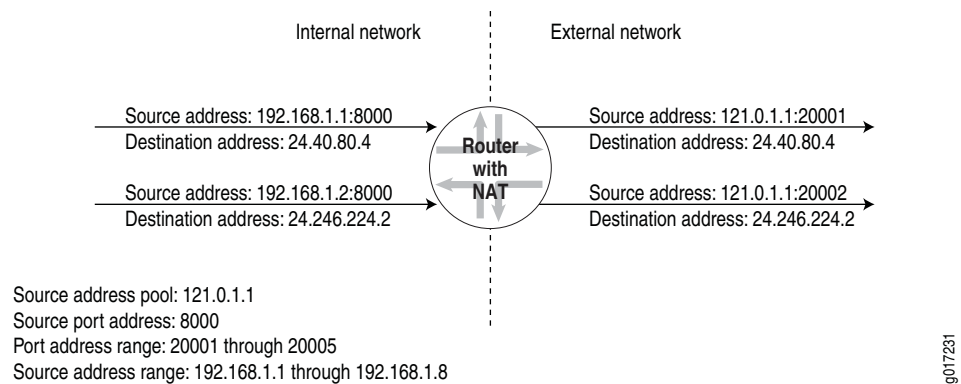 Internal network
External network
Source address: 192.168.1.1:8000
Destination address: 24.40.80.4
Source address: 121.0.1.1:20001
Destination address: 24.40.80.4
Router
with
NAT
Source address: 192.168.1.2:8000
Destination address: 24.246.224.2
Source address: 121.0.1.1:20002
Destination address: 24.246.224.2
Source address pool: 121.0.1.1
Source port address: 8000
Port address range: 20001 through 20005
Source address range: 192.168.1.1 through 192.168.1.8
g017231